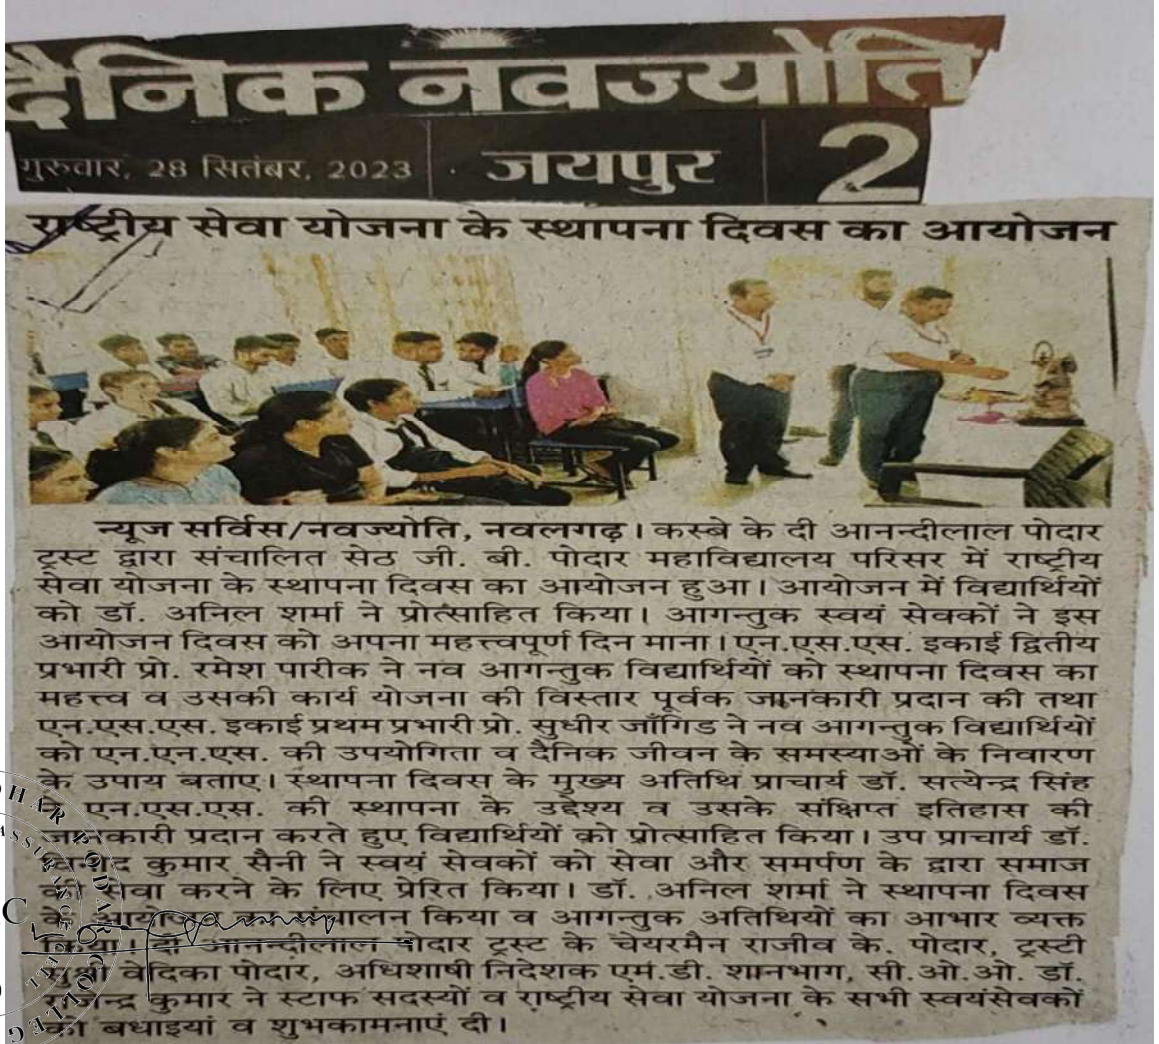 दैनिक नवज्योति
गुरुवार, 28 सितंबर, 2023 जयपुर 2
राष्ट्रीय सेवा योजना के स्थापना दिवस का आयोजन
न्यूज सर्विस/नवज्योति, नवलगढ़। कस्बे के दी आनन्दीलाल पोदार
ट्रस्ट द्वारा संचालित सेठ जी. बी. पोदार महाविद्यालय परिसर में राष्ट्रीय
सेवा योजना के स्थापना दिवस का आयोजन हुआ। आयोजन में विद्यार्थियों
को डॉ. अनिल शर्मा ने प्रोत्साहित किया। आगन्तुक स्वयं सेवकों ने इस
आयोजन दिवस को अपना महत्त्वपूर्ण दिन माना। एन.एस.एस. इकाई द्वितीय
प्रभारी प्रो. रमेश पारीक ने नव आगन्तुक विद्यार्थियों को स्थापना दिवस का
महत्त्व व उसकी कार्य योजना की विस्तार पूर्वक जानकारी प्रदान की तथा
एन.एस.एस. इकाई प्रथम प्रभारी प्रो. सुधीर जाँगिड ने नव आगन्तुक विद्यार्थियों
को एन.एन.एस. की उपयोगिता व दैनिक जीवन के समस्याओं के निवारण
के उपाय बताए। स्थापना दिवस के मुख्य अतिथि प्राचार्य डॉ. सत्येन्द्र सिंह
ने एन.एस.एस. की स्थापना के उद्देश्य व उसके संक्षिप्त इतिहास की
जानकारी प्रदान करते हुए विद्यार्थियों को प्रोत्साहित किया। उप प्राचार्य डॉ.
विनोद कुमार सैनी ने स्वयं सेवकों को सेवा और समर्पण के द्वारा समाज
की सेवा करने के लिए प्रेरित किया। डॉ. अनिल शर्मा ने स्थापना दिवस
के आयोजन का संचालन किया व आगन्तुक अतिथियों का आभार व्यक्त
किया। दी आनन्दीलाल पोदार ट्रस्ट के चेयरमैन राजीव के. पोदार, ट्रस्टी
सुश्री वेदिका पोदार, अधिशाषी निदेशक एम.डी. शानभाग, सी.ओ.ओ. डॉ.
कुमार ने स्टाफ सदस्यों व राष्ट्रीय सेवा योजना के सभी स्वयंसेवकों
को बधाइयां व शुभकामनाएं दी।